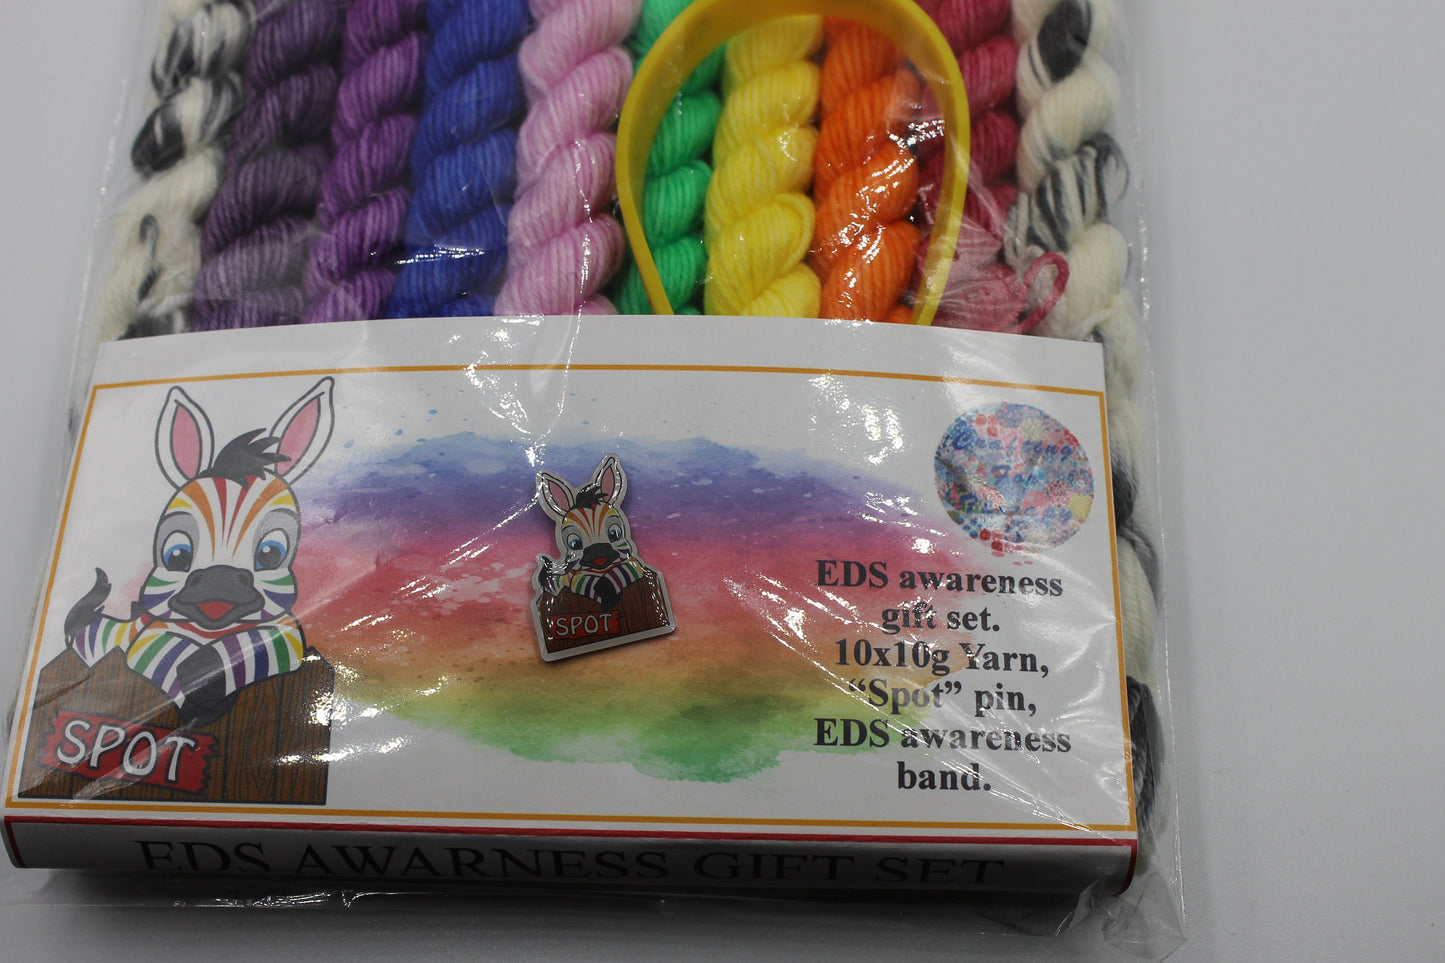 SPOT
SPOT
EDS awareness
gift set.
10x10g Yarn,
“Spot” pin,
EDS awareness
band.
EDS AWARNESS GIFT SET